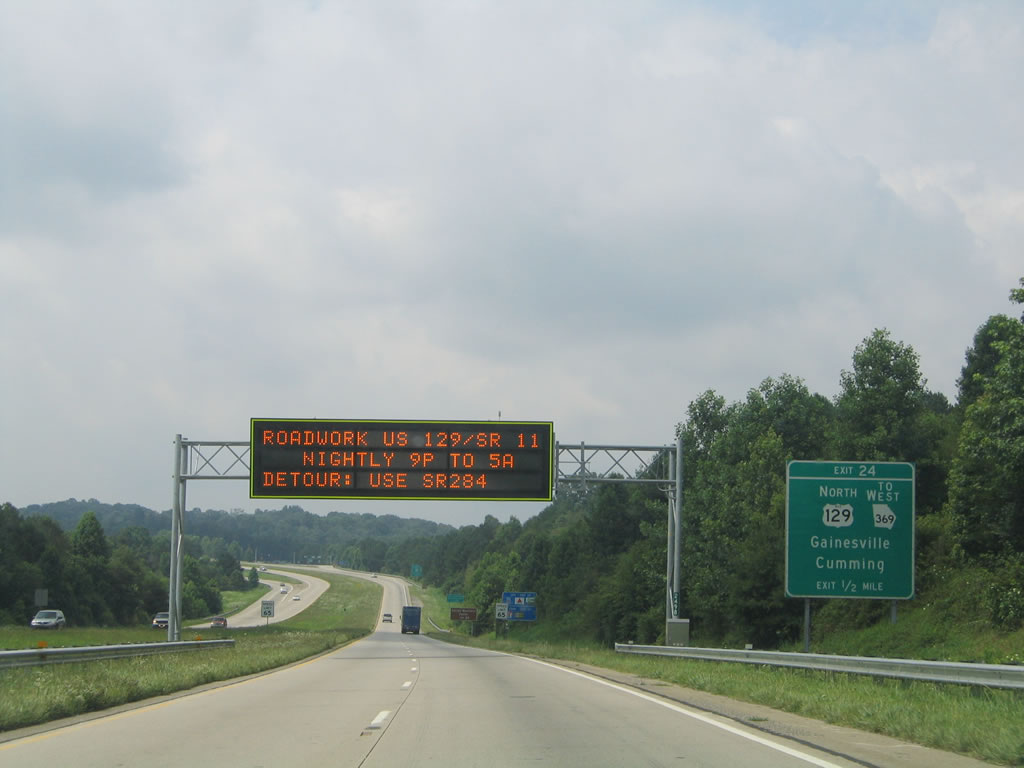 ROADWORK US 129/SR 11
NIGHTLY 9P TO 5A
DETOUR: USE SR284
EXIT 24
NORTH TO WEST
129 369
Gainesville
Cumming
EXIT 1/2 MILE
65
65